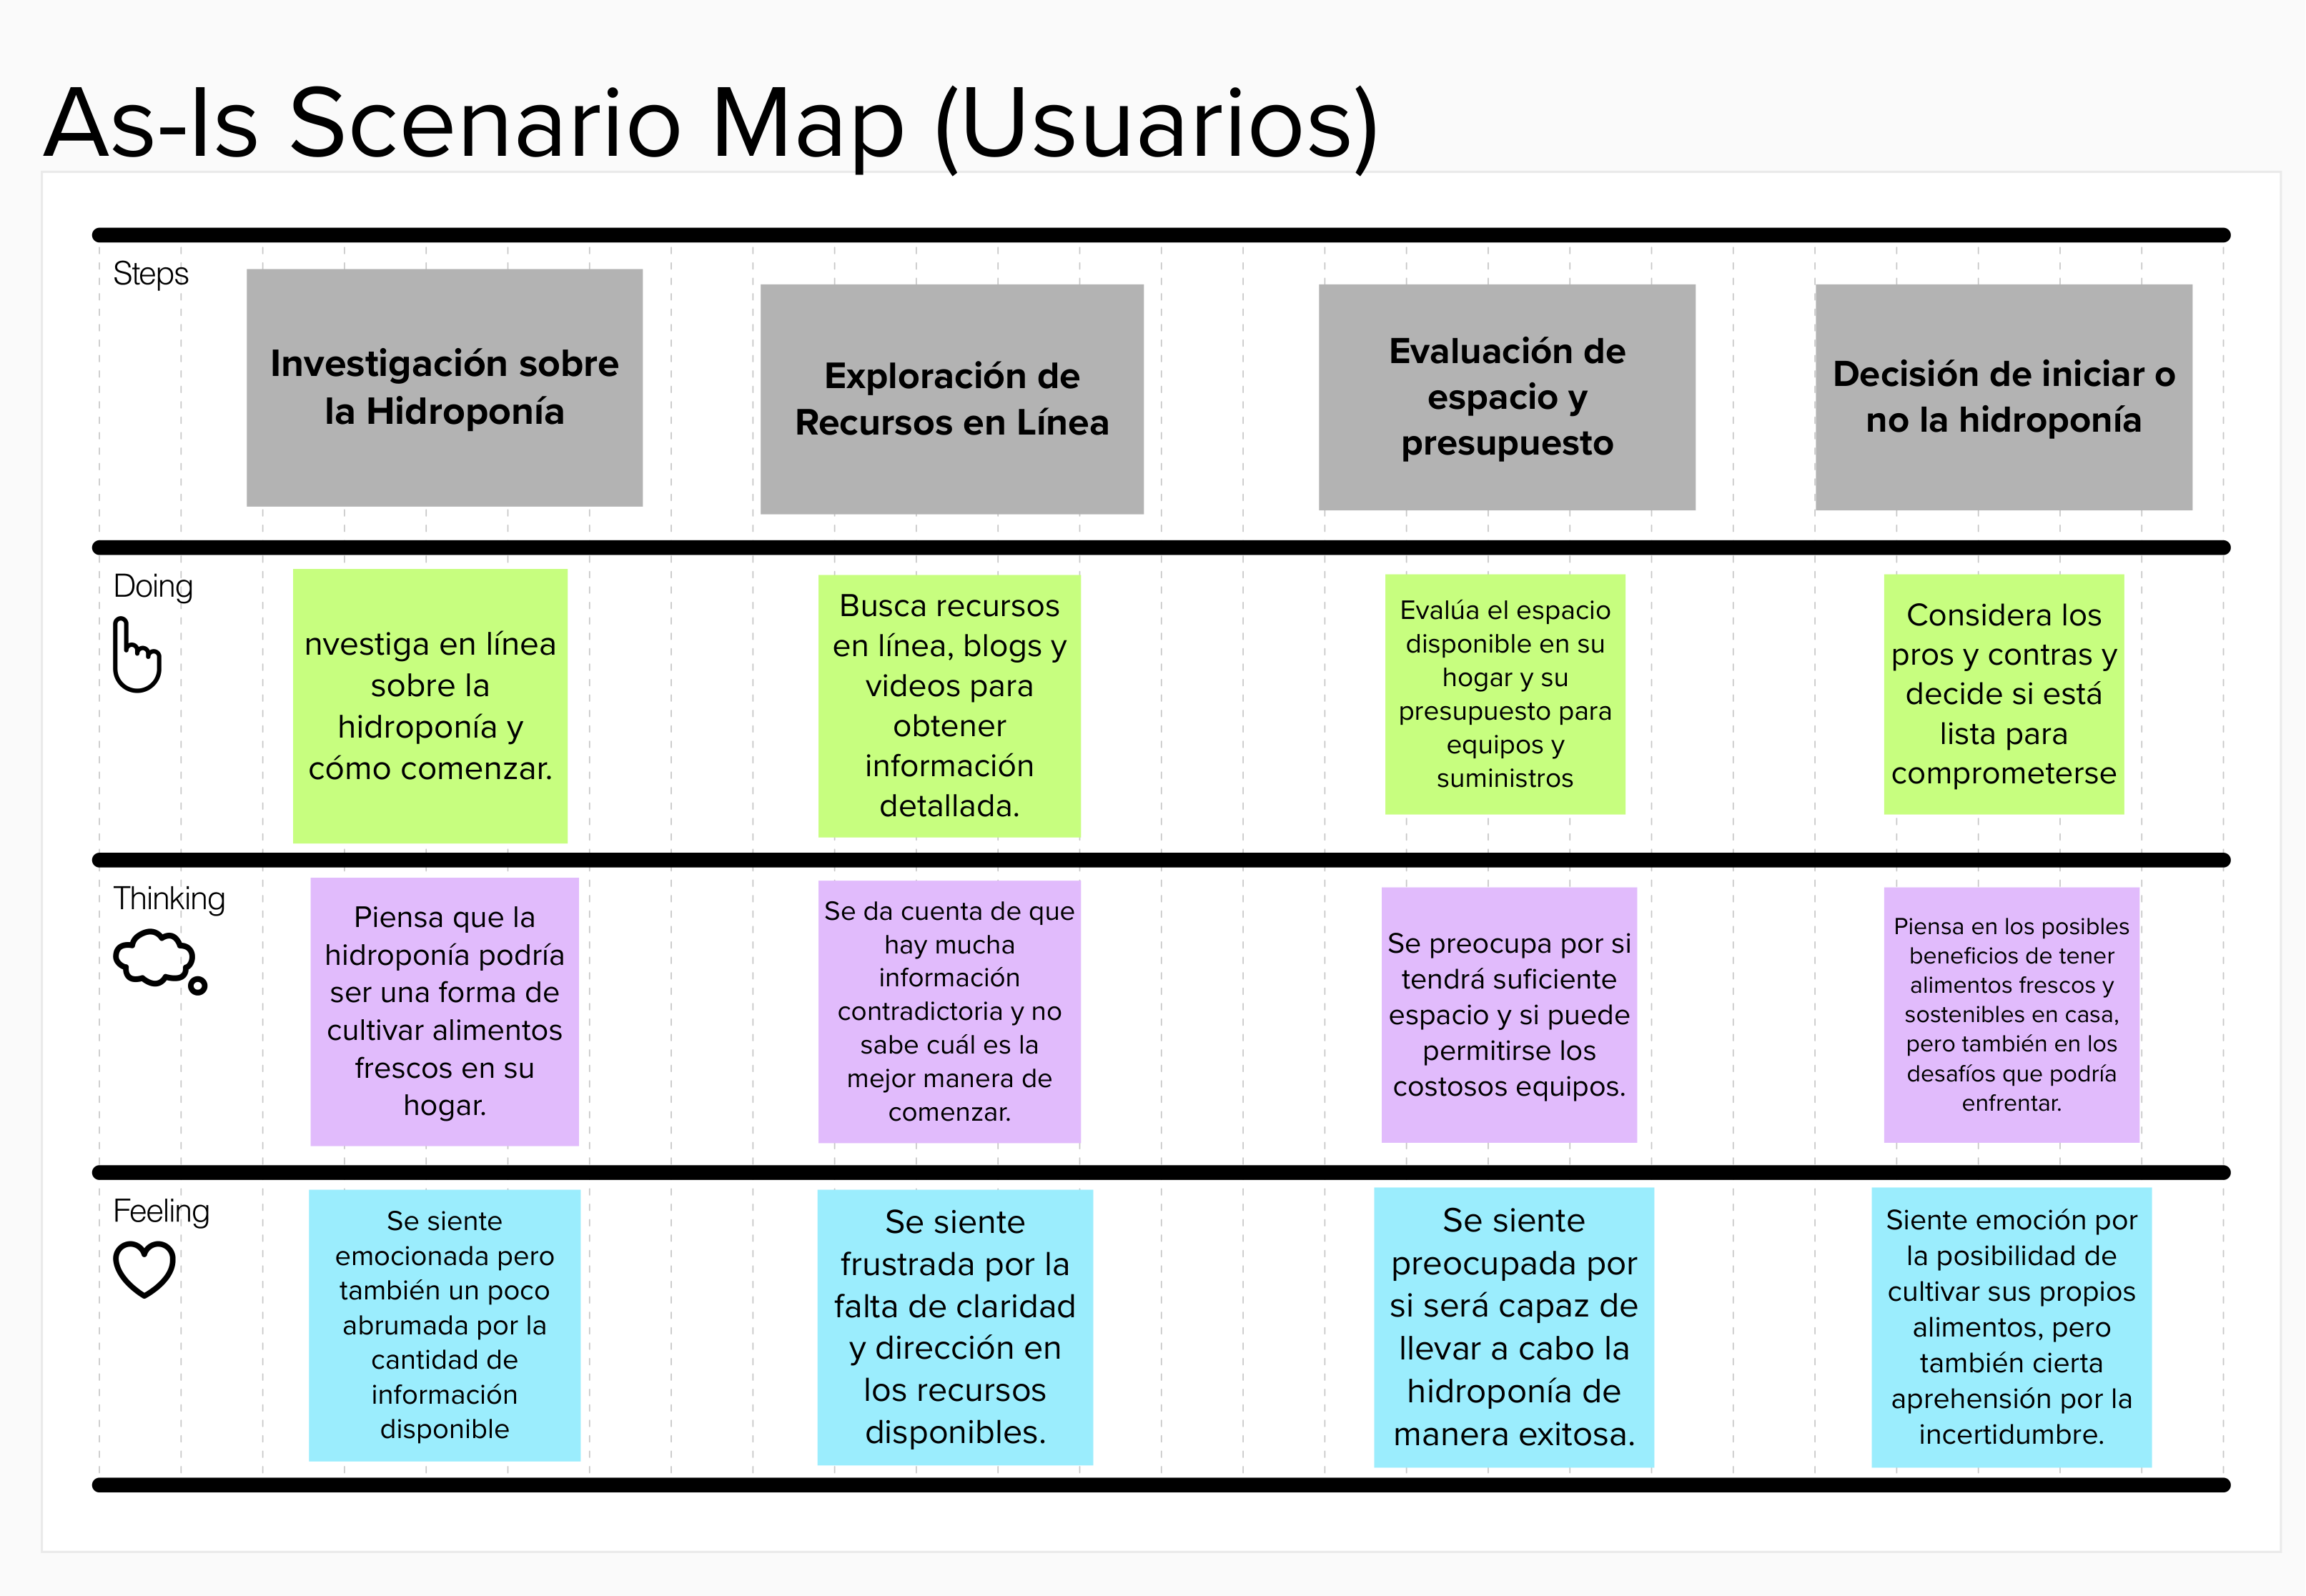 As-Is Scenario Map (Usuarios)
Steps
Investigación sobre
la Hidroponía
Exploración de
Recursos en Línea
Evaluación de
espacio y
presupuesto
Decisión de iniciar o
no la hidroponía
Doing
nvestiga en línea
sobre la
hidroponía y
cómo comenzar.
Busca recursos
en línea, blogs y
videos para
obtener
información
detallada.
Evalúa el espacio
disponible en su
hogar y su
presupuesto para
equipos y
suministros
Considera los
pros y contras y
decide si está
lista para
comprometerse
Thinking
Piensa que la
hidroponía podría
ser una forma de
cultivar alimentos
frescos en su
hogar.
Se da cuenta de que
hay mucha
información
contradictoria y no
sabe cuál es la
mejor manera de
comenzar.
Se preocupa por si
tendrá suficiente
espacio y si puede
permitirse los
costosos equipos.
Piensa en los posibles
beneficios de tener
alimentos frescos y
sostenibles en casa,
pero también en los
desafíos que podría
enfrentar.
Feeling
Se siente
emocionada pero
también un poco
abrumada por la
cantidad de
información
disponible
Se siente
frustrada por la
falta de claridad
y dirección en
los recursos
disponibles.
Se siente
preocupada por
si será capaz de
llevar a cabo la
hidroponía de
manera exitosa.
Siente emoción por
la posibilidad de
cultivar sus propios
alimentos, pero
también cierta
aprehensión por la
incertidumbre.